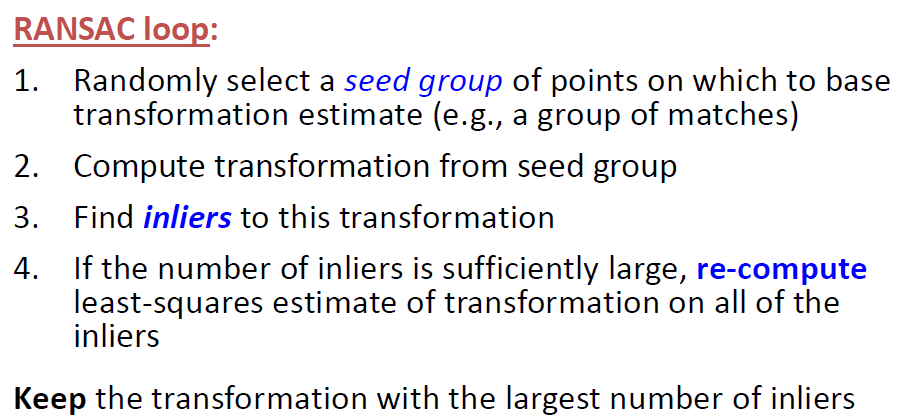 RANSAC loop:
1. Randomly select a seed group of points on which to base
transformation estimate (e.g., a group of matches)
2. Compute transformation from seed group
3. Find inliers to this transformation
4. If the number of inliers is sufficiently large, re-compute
least-squares estimate of transformation on all of the
inliers
Keep the transformation with the largest number of inliers